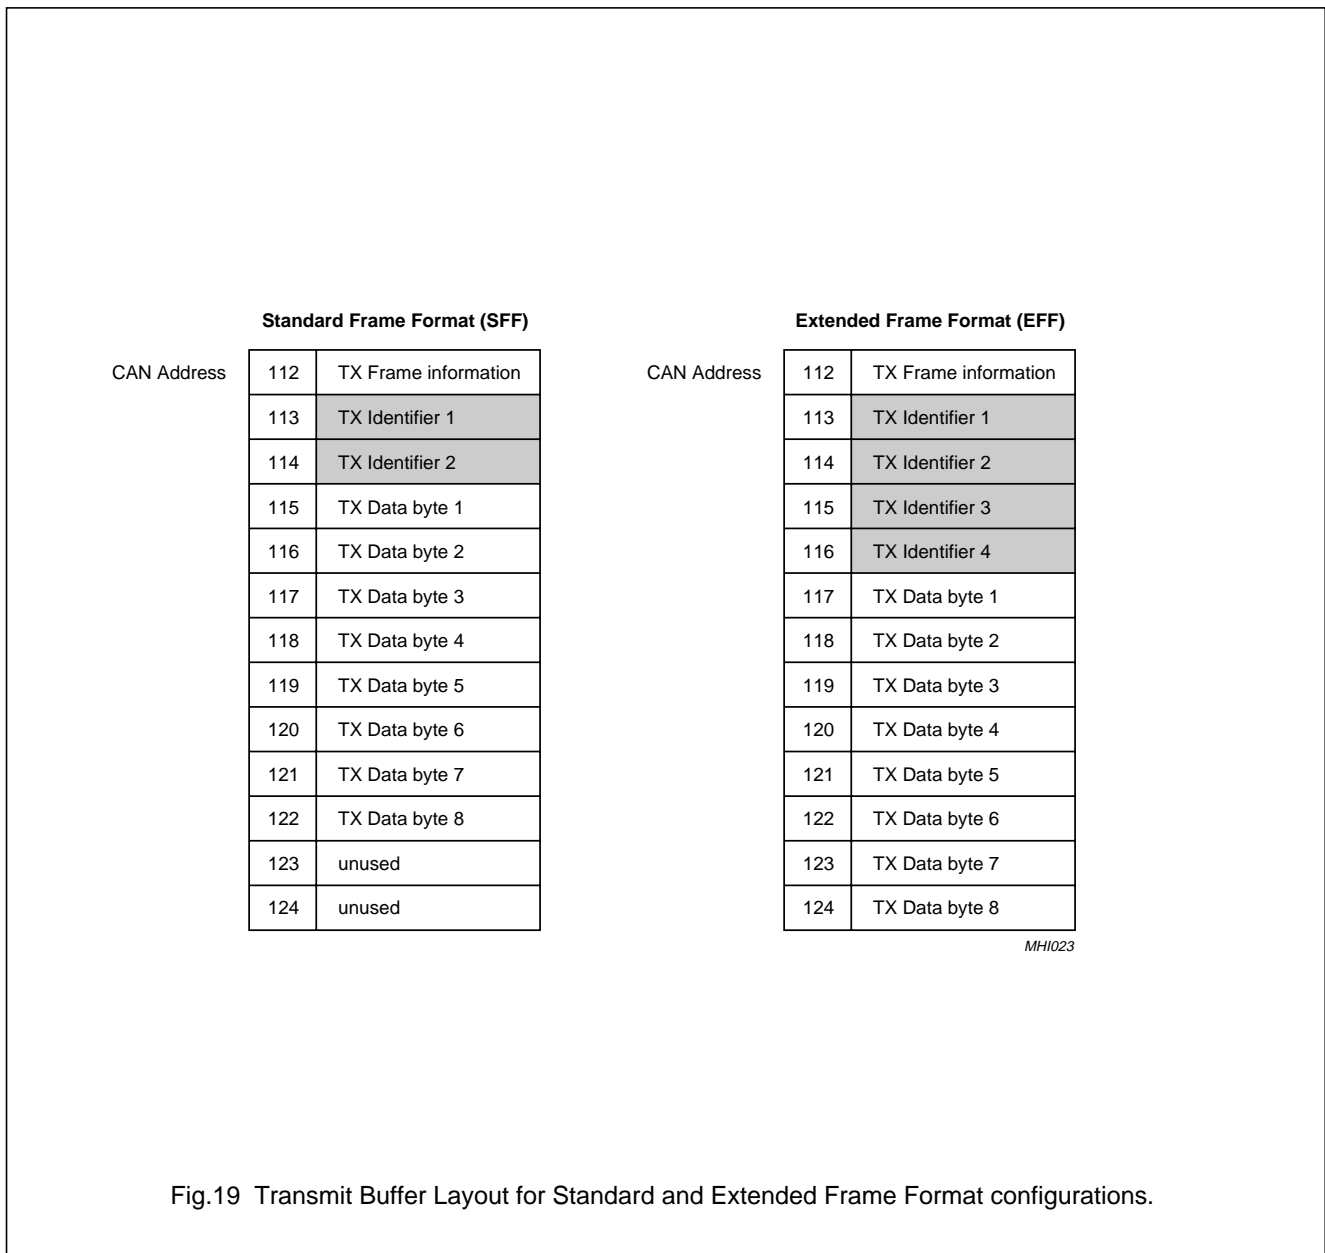 Standard Frame Format (SFF)
CAN Address
112 TX Frame information
113 TX Identifier 1
114 TX Identifier 2
115 TX Data byte 1
116 TX Data byte 2
117 TX Data byte 3
118 TX Data byte 4
119 TX Data byte 5
120 TX Data byte 6
121 TX Data byte 7
122 TX Data byte 8
123 unused
124 unused
Extended Frame Format (EFF)
CAN Address
112 TX Frame information
113 TX Identifier 1
114 TX Identifier 2
115 TX Identifier 3
116 TX Identifier 4
117 TX Data byte 1
118 TX Data byte 2
119 TX Data byte 3
120 TX Data byte 4
121 TX Data byte 5
122 TX Data byte 6
123 TX Data byte 7
124 TX Data byte 8
MHI023
Fig.19 Transmit Buffer Layout for Standard and Extended Frame Format configurations.